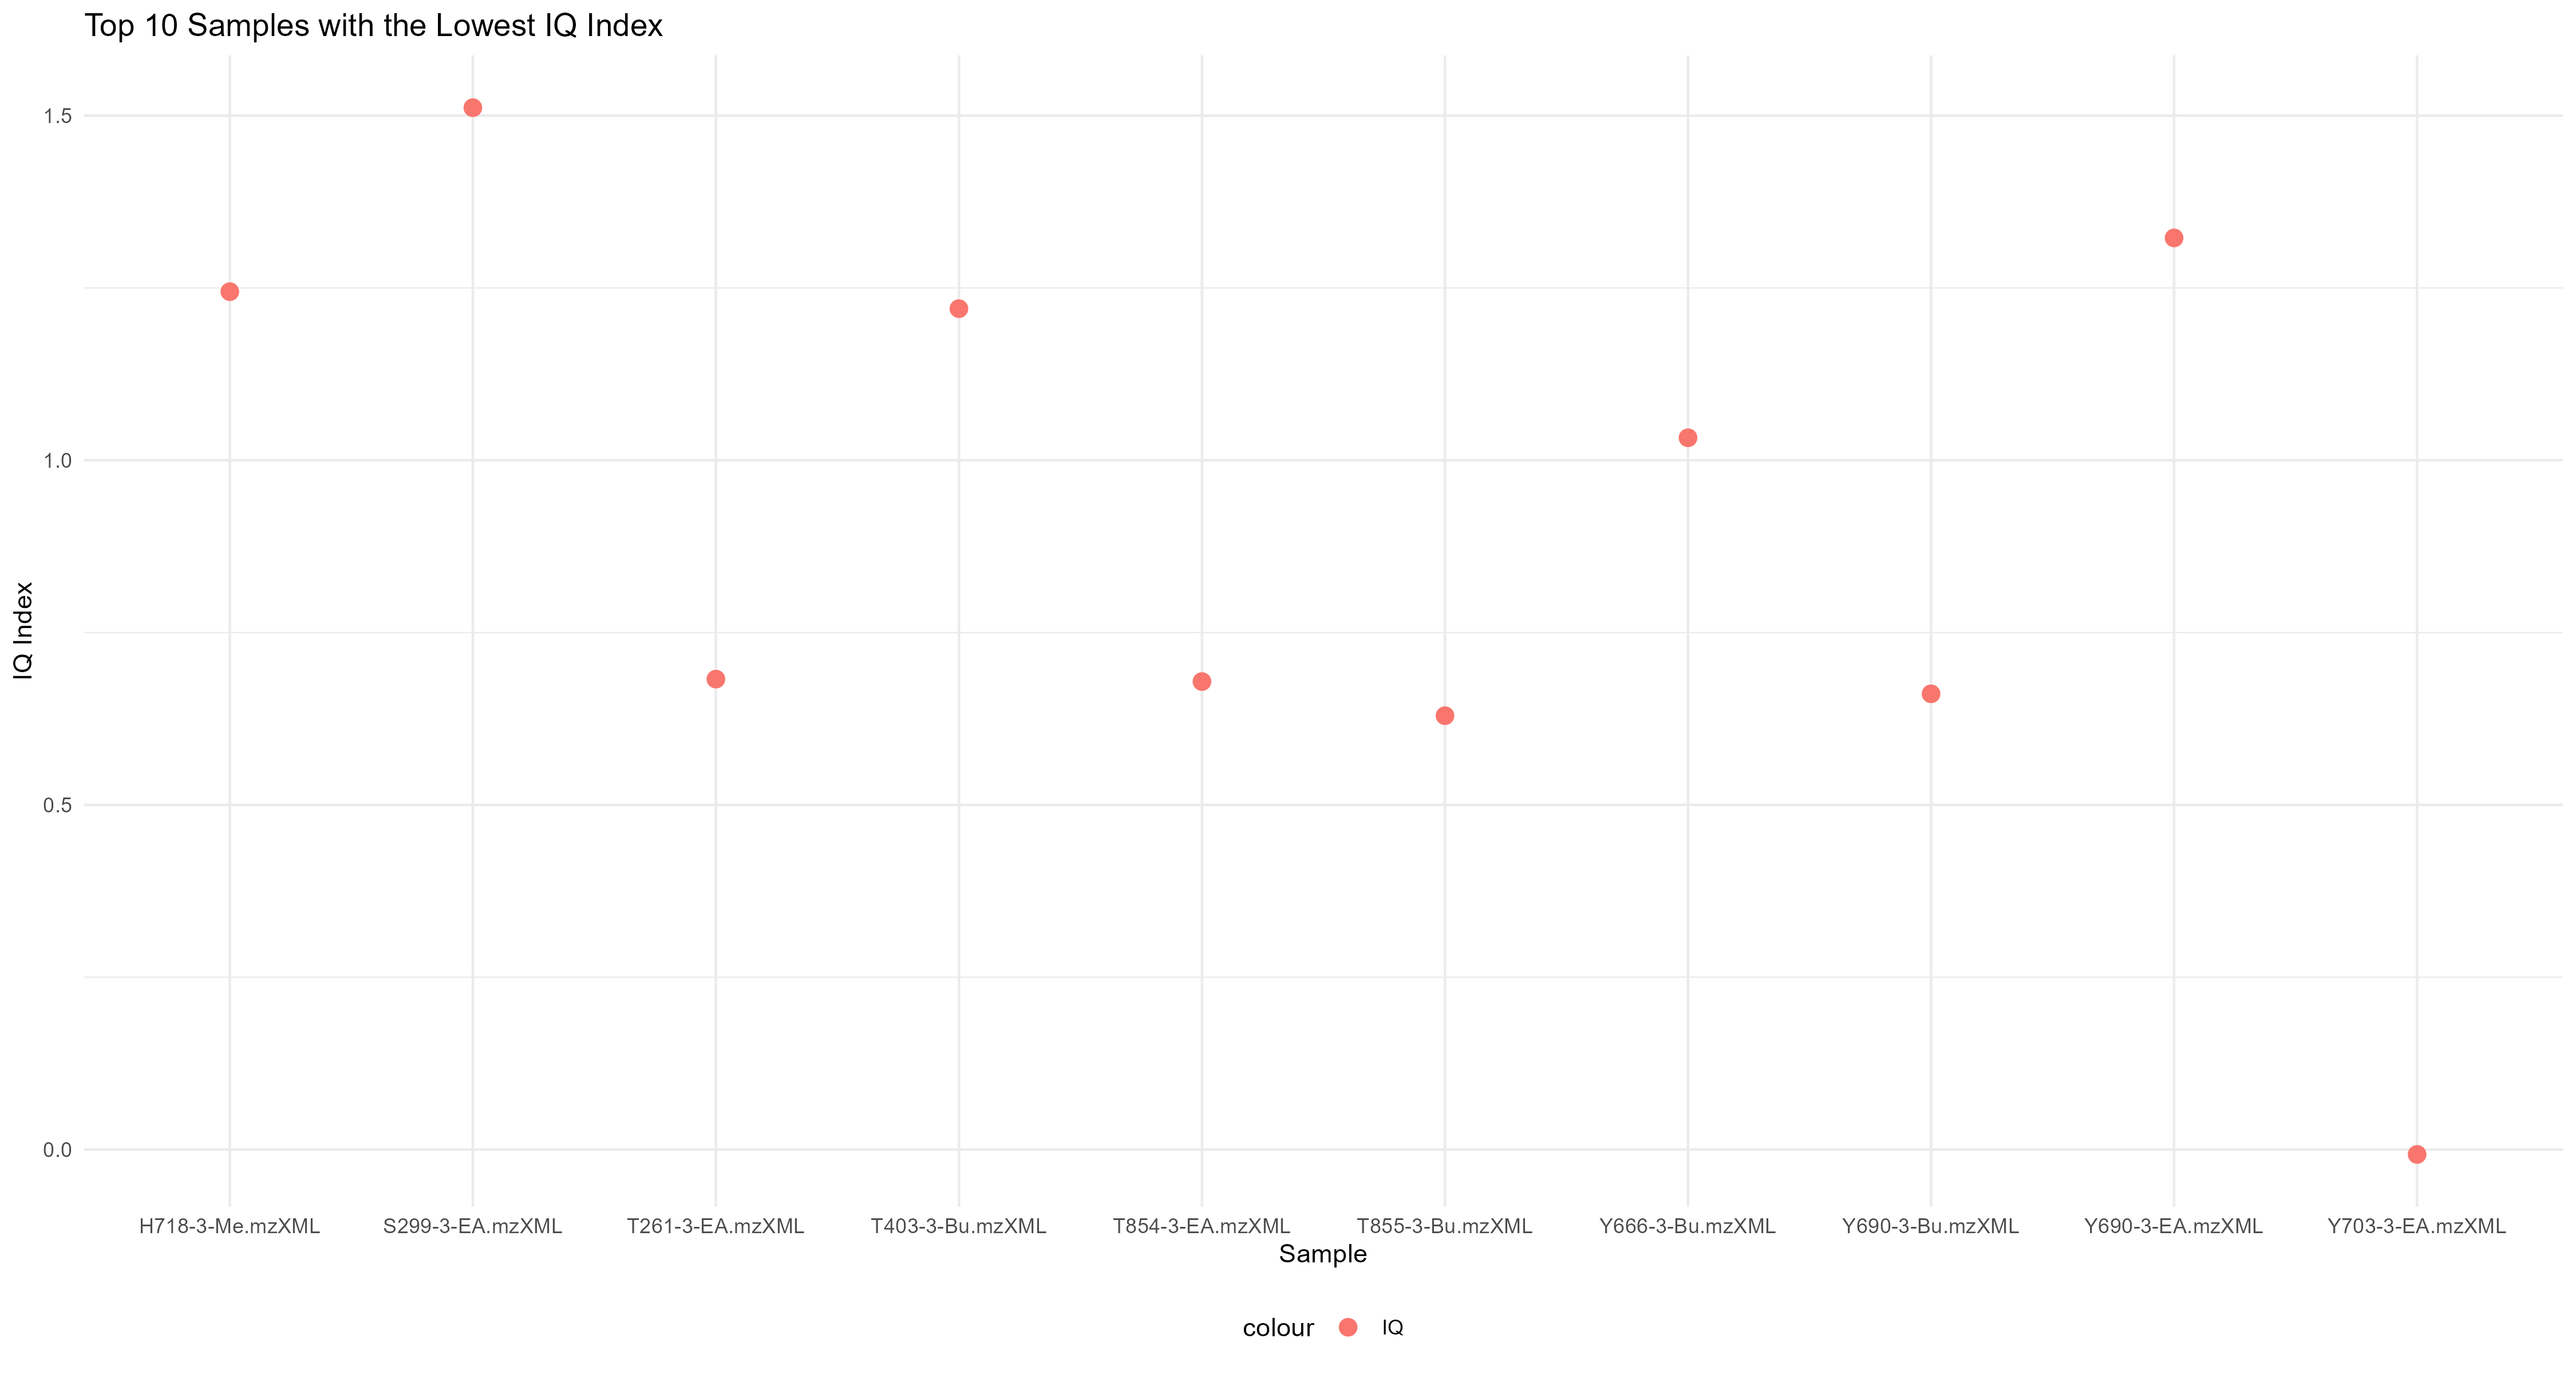 Top 10 Samples with the Lowest IQ Index
IQ Index
1.5
1.0
0.5
0.0
H718-3-Me.mzXML S299-3-EA.mzXML T261-3-EA.mzXML T403-3-Bu.mzXML T854-3-EA.mzXML T855-3-Bu.mzXML Y666-3-Bu.mzXML Y690-3-Bu.mzXML Y690-3-EA.mzXML Y703-3-EA.mzXML
Sample
colour IQ